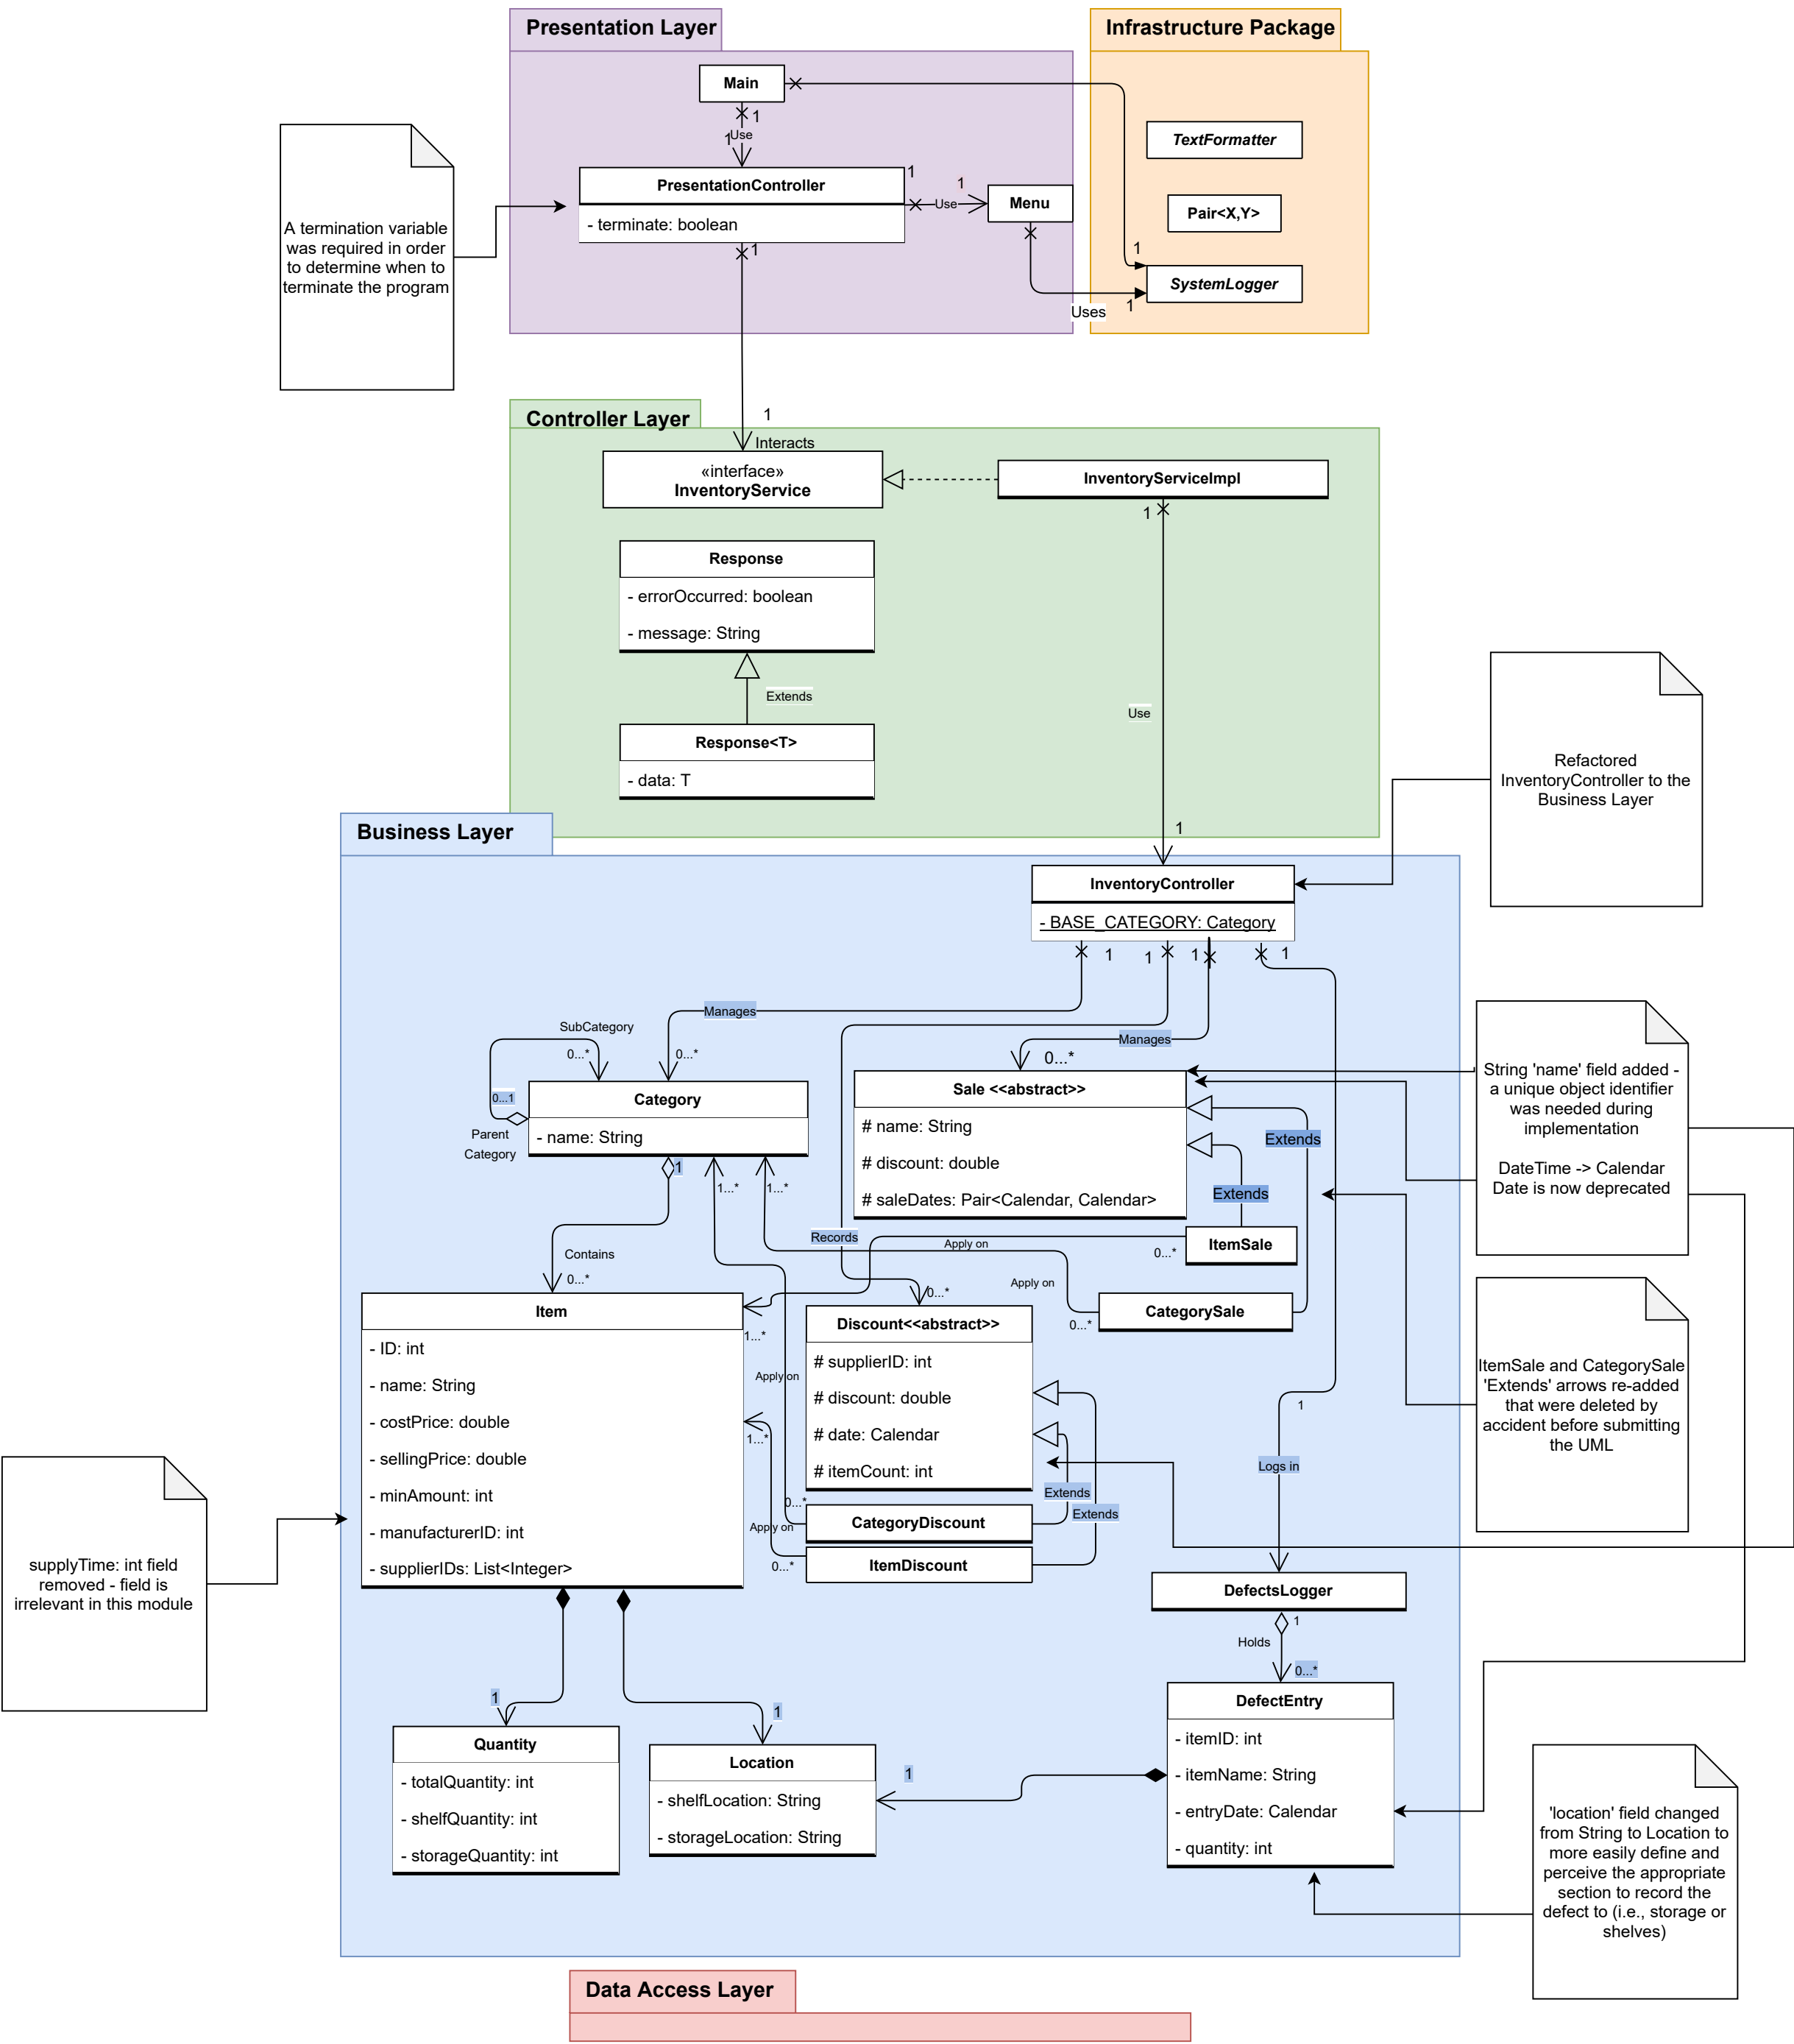 Presentation Layer
Infrastructure Package
Main
1
Use
1
TextFormatter
PresentationController
- terminate: boolean
1
1
Use
Menu
Pair<X,Y>
1
SystemLogger
1
Uses
1
A termination variable
was required in order
to determine when to
terminate the program
Controller Layer
1
Interacts
«interface»
InventoryService
InventoryServiceImpl
1
Response
- errorOccurred: boolean
- message: String
Extends
Use
Response<T>
- data: T
1
Refactored
InventoryController to the
Business Layer
Business Layer
InventoryController
- BASE_CATEGORY: Category
1
1
1
1
Manages
Manages
SubCategory
0...*
0...*
0...*
0...1
Parent
Category
Category
- name: String
1
1...*
1...*
Sale <<abstract>>
# name: String
# discount: double
# saleDates: Pair<Calendar, Calendar>
Extends
Extends
String 'name' field added -
a unique object identifier
was needed during
implementation
DateTime -> Calendar
Date is now deprecated
Records
Apply on
0...*
ItemSale
Contains
0...*
Apply on
0...*
CategorySale
0...*
Item
- ID: int
- name: String
- costPrice: double
- sellingPrice: double
- minAmount: int
- manufacturerID: int
- supplierIDs: List<Integer>
1...*
Apply on
1...*
Discount<<abstract>>
# supplierID: int
# discount: double
# date: Calendar
# itemCount: int
1
Logs in
Extends
Extends
0...*
CategoryDiscount
Apply on
0...*
ItemDiscount
ItemSale and CategorySale
'Extends' arrows re-added
that were deleted by
accident before submitting
the UML
supplyTime: int field
removed - field is
irrelevant in this module
DefectsLogger
1
Holds
0...*
1
1
Quantity
- totalQuantity: int
- shelfQuantity: int
- storageQuantity: int
Location
- shelfLocation: String
- storageLocation: String
1
DefectEntry
- itemID: int
- itemName: String
- entryDate: Calendar
- quantity: int
'location' field changed
from String to Location to
more easily define and
perceive the appropriate
section to record the
defect to (i.e., storage or
shelves)
Data Access Layer